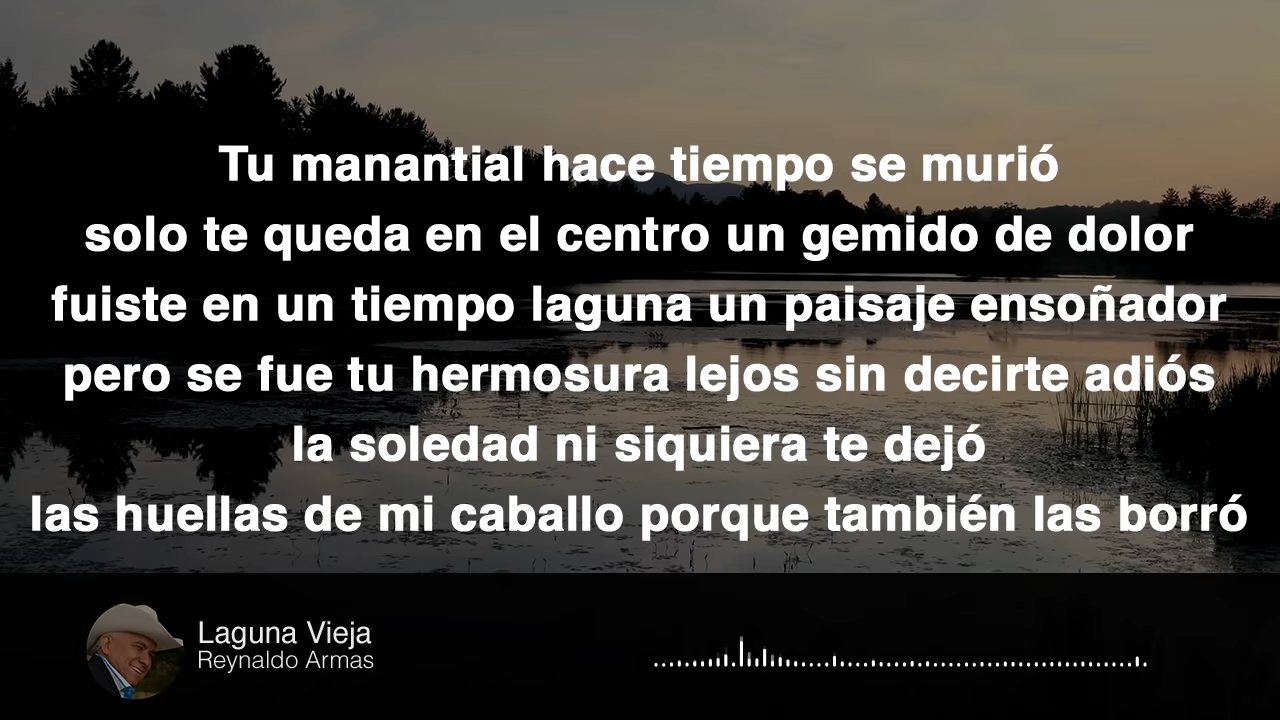 Tu manantial hace tiempo se murió
solo te queda en el centro un gemido de dolor
fuiste en un tiempo laguna un paisaje ensoñador
pero se fue tu hermosura lejos sin decirte adiós
la soledad ni siquiera te dejó
las huellas de mi caballo porque también las borró
Laguna Vieja
Reynaldo Armas